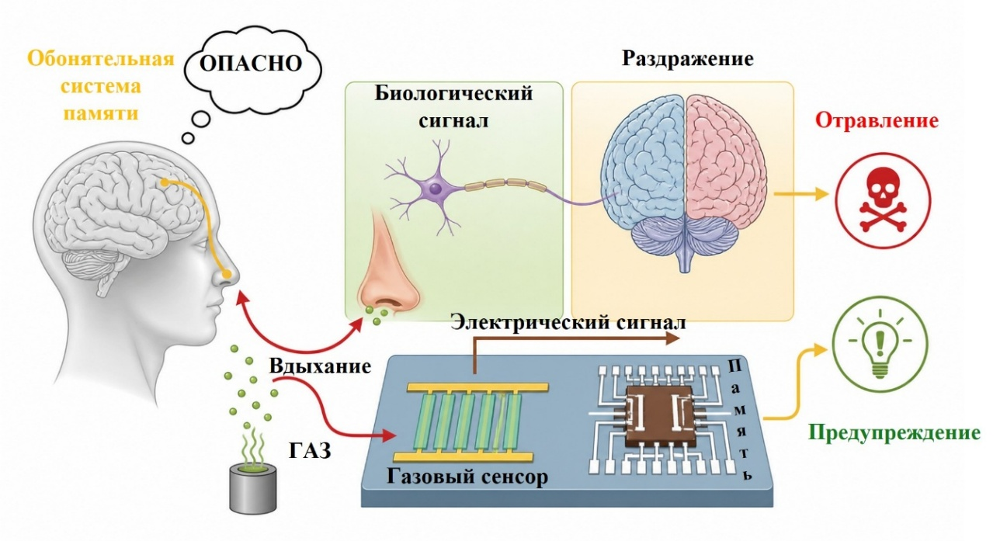 Обонятельная
система
памяти
ОПАСНО
Биологический
сигнал
Раздражение
Отравление
Электрический сигнал
Вдыхание
ГАЗ
Газовый сенсор
Память
Предупреждение